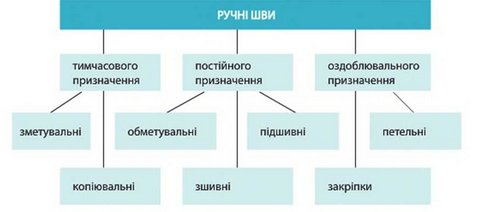 РУЧНІ ШВИ
тимчасового
призначення
постійного
призначення
оздоблювального
призначення
зметувальні
обметувальні
підшивні
петельні
копіювальні
зшивні
закріпки